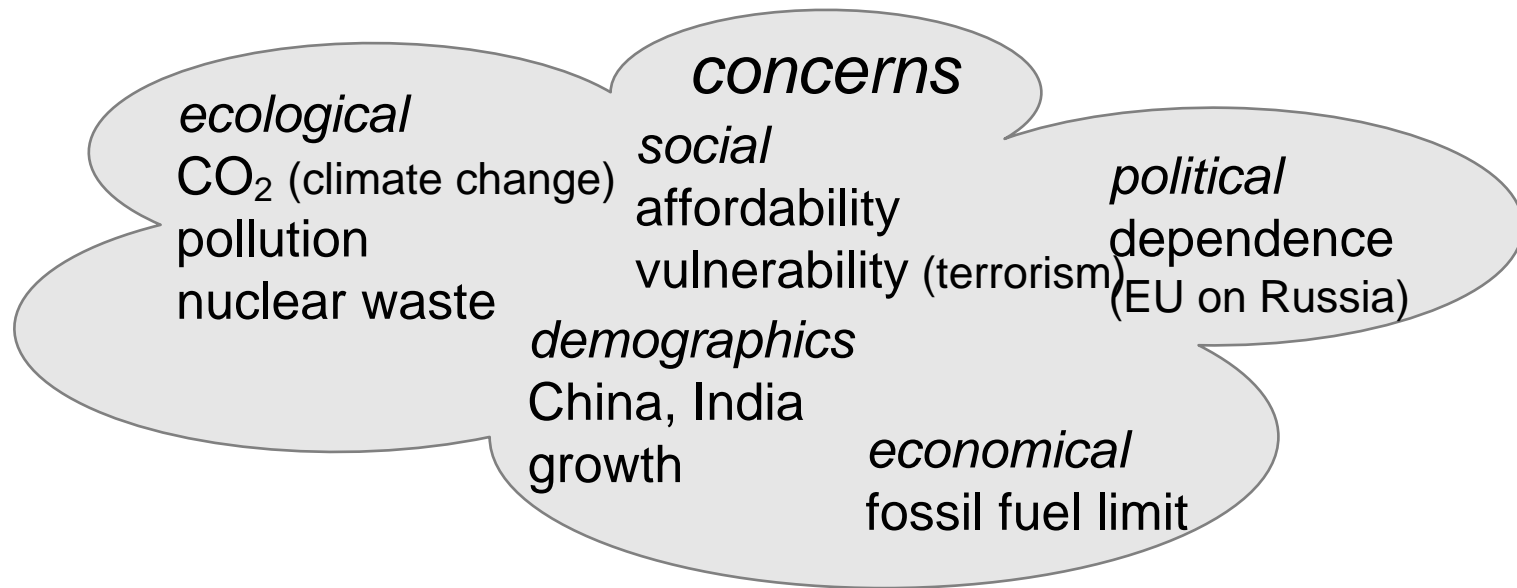 concerns
ecological
CO₂ (climate change)
pollution
nuclear waste
social
affordability
vulnerability (terrorism)
political
dependence
(EU on Russia)
demographics
China, India
growth
economical
fossil fuel limit